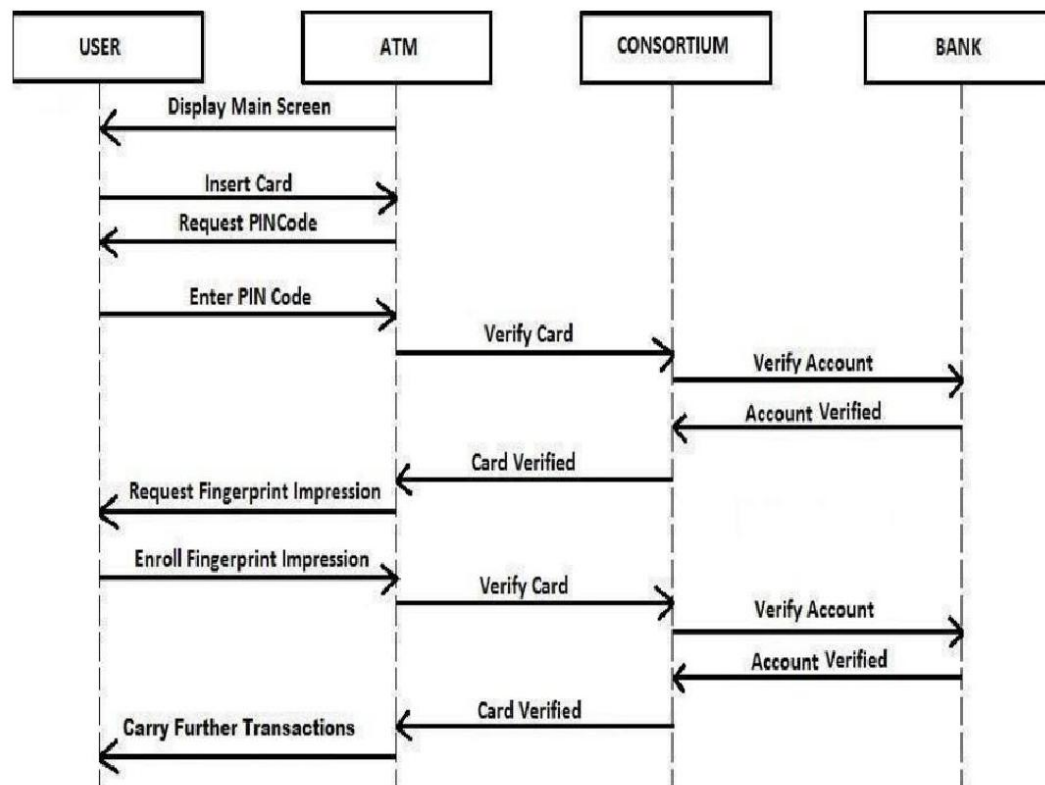 USER
ATM
CONSORTIUM
BANK
Display Main Screen
Insert Card
Request PINCode
Enter PIN Code
Verify Card
Verify Account
Account Verified
Card Verified
Request Fingerprint Impression
Enroll Fingerprint Impression
Verify Card
Verify Account
Account Verified
Card Verified
Carry Further Transactions